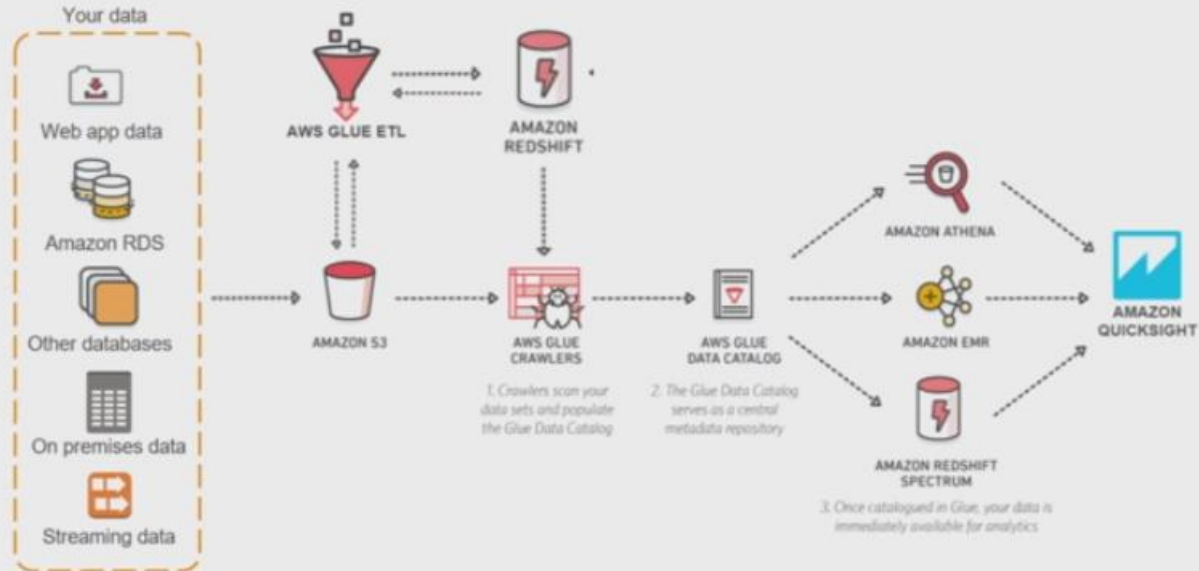 Your data
Web app data
Amazon RDS
Other databases
On premises data
Streaming data
AWS GLUE ETL
AMAZON
REDSHIFT
AMAZON S3
AWS GLUE
CRAWLERS
1. Crawlers scan your
data sets and populate
the Glue Data Catalog
AWS GLUE
DATA CATALOG
2. The Glue Data Catalog
serves as a central
metadata repository
AMAZON ATHENA
AMAZON EMR
AMAZON REDSHIFT
SPECTRUM
3. Once catalogued in Glue, your data is
immediately available for analytics
AMAZON
QUICKSIGHT